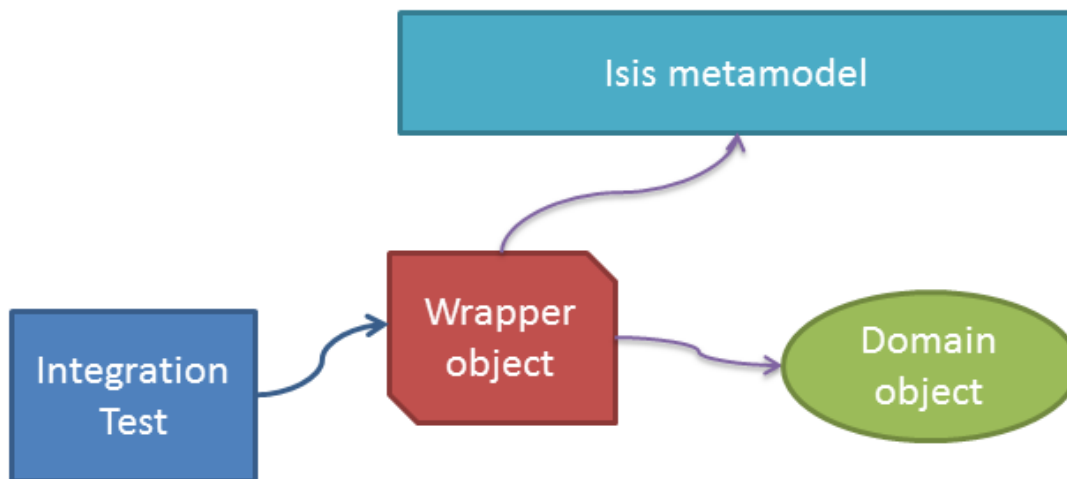 Isis metamodel
Wrapper
object
Integration
Test
Domain
object